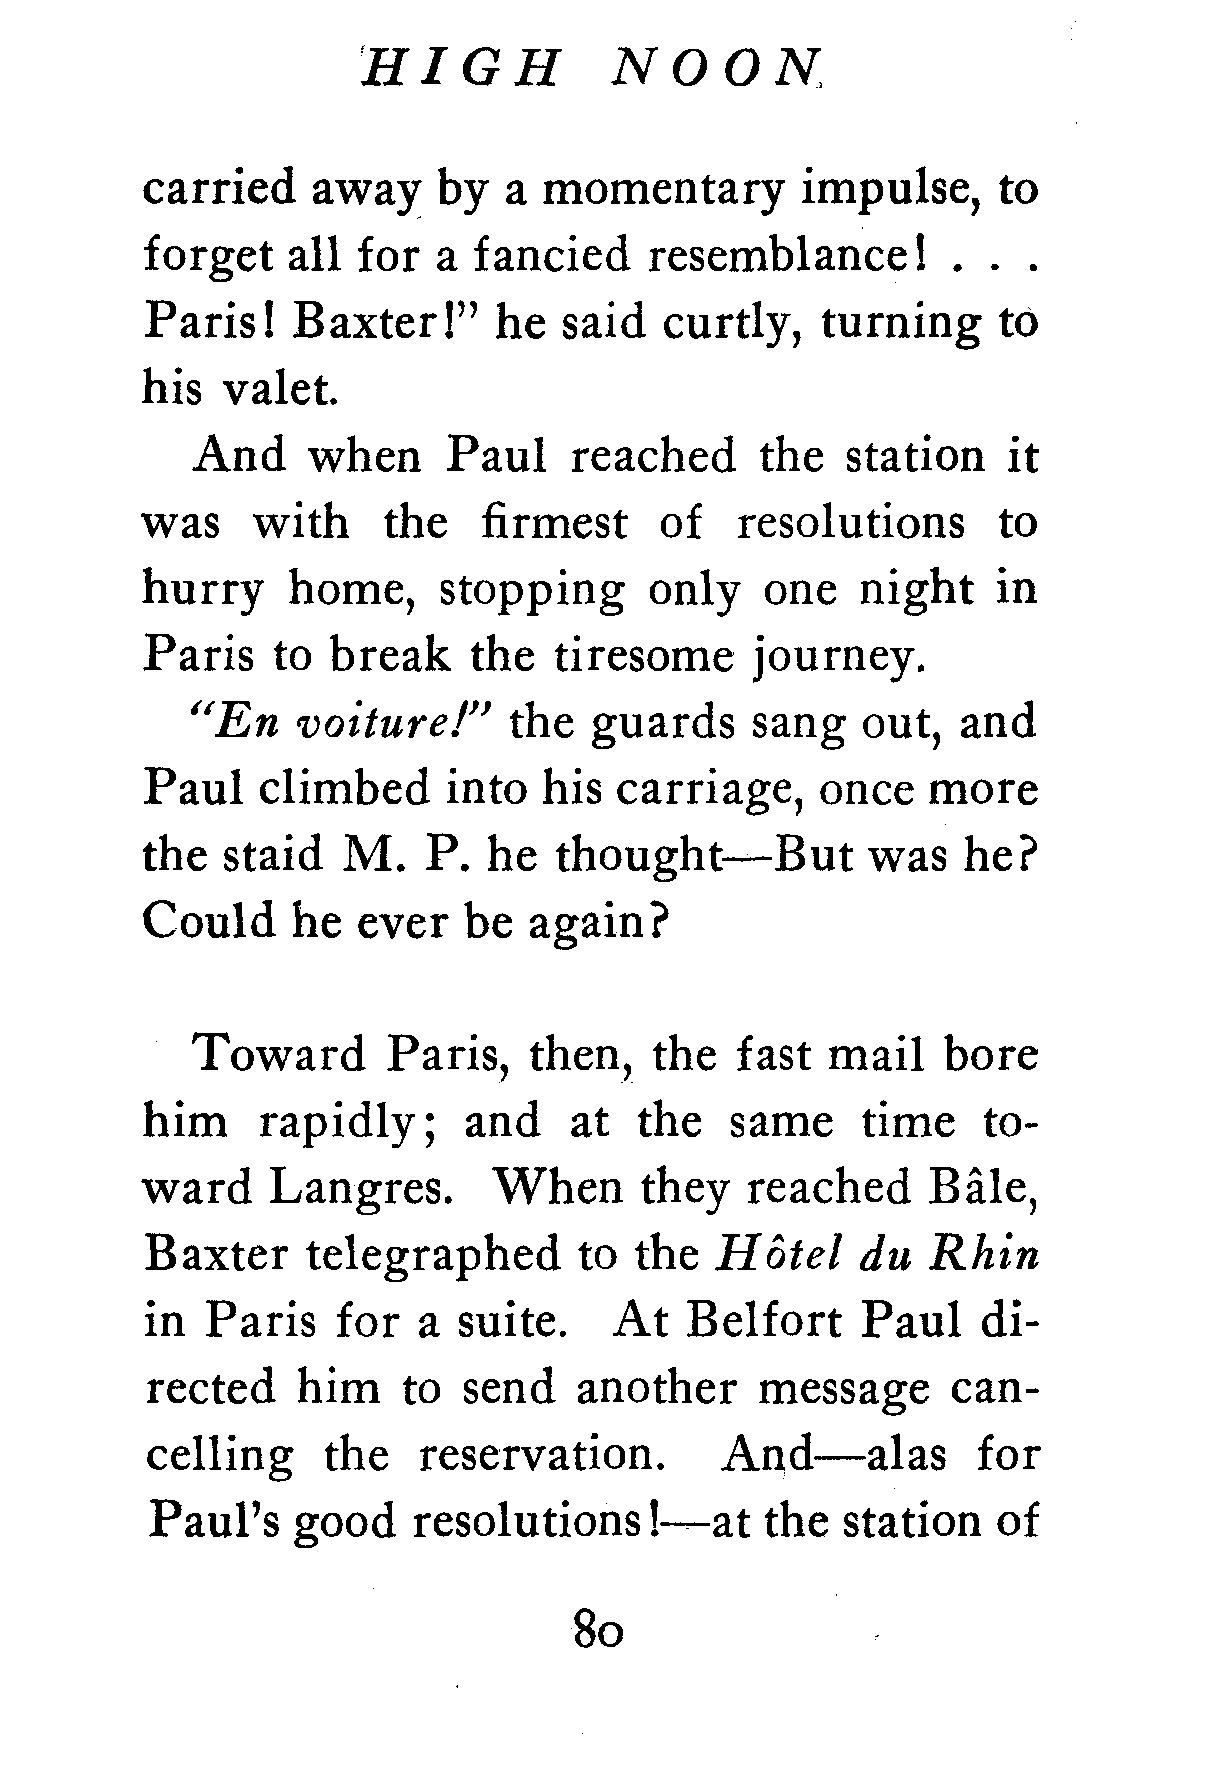 HIGH NOON
carried away by a momentary impulse, to
forget all for a fancied resemblance! . . .
Paris! Baxter!” he said curtly, turning to
his valet.
And when Paul reached the station it
was with the firmest of resolutions to
hurry home, stopping only one night in
Paris to break the tiresome journey.
“En voiture!” the guards sang out, and
Paul climbed into his carriage, once more
the staid M. P. he thought—But was he?
Could he ever be again?
Toward Paris, then, the fast mail bore
him rapidly; and at the same time to-
ward Langres. When they reached Bâle,
Baxter telegraphed to the Hôtel du Rhin
in Paris for a suite. At Belfort Paul di-
rected him to send another message can-
celling the reservation. And—alas for
Paul’s good resolutions!—at the station of
80